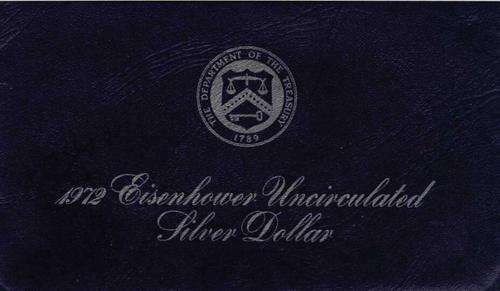 THE DEPARTMENT OF THE TREASURY
1789
1972 Eisenhower Uncirculated
Silver Dollar